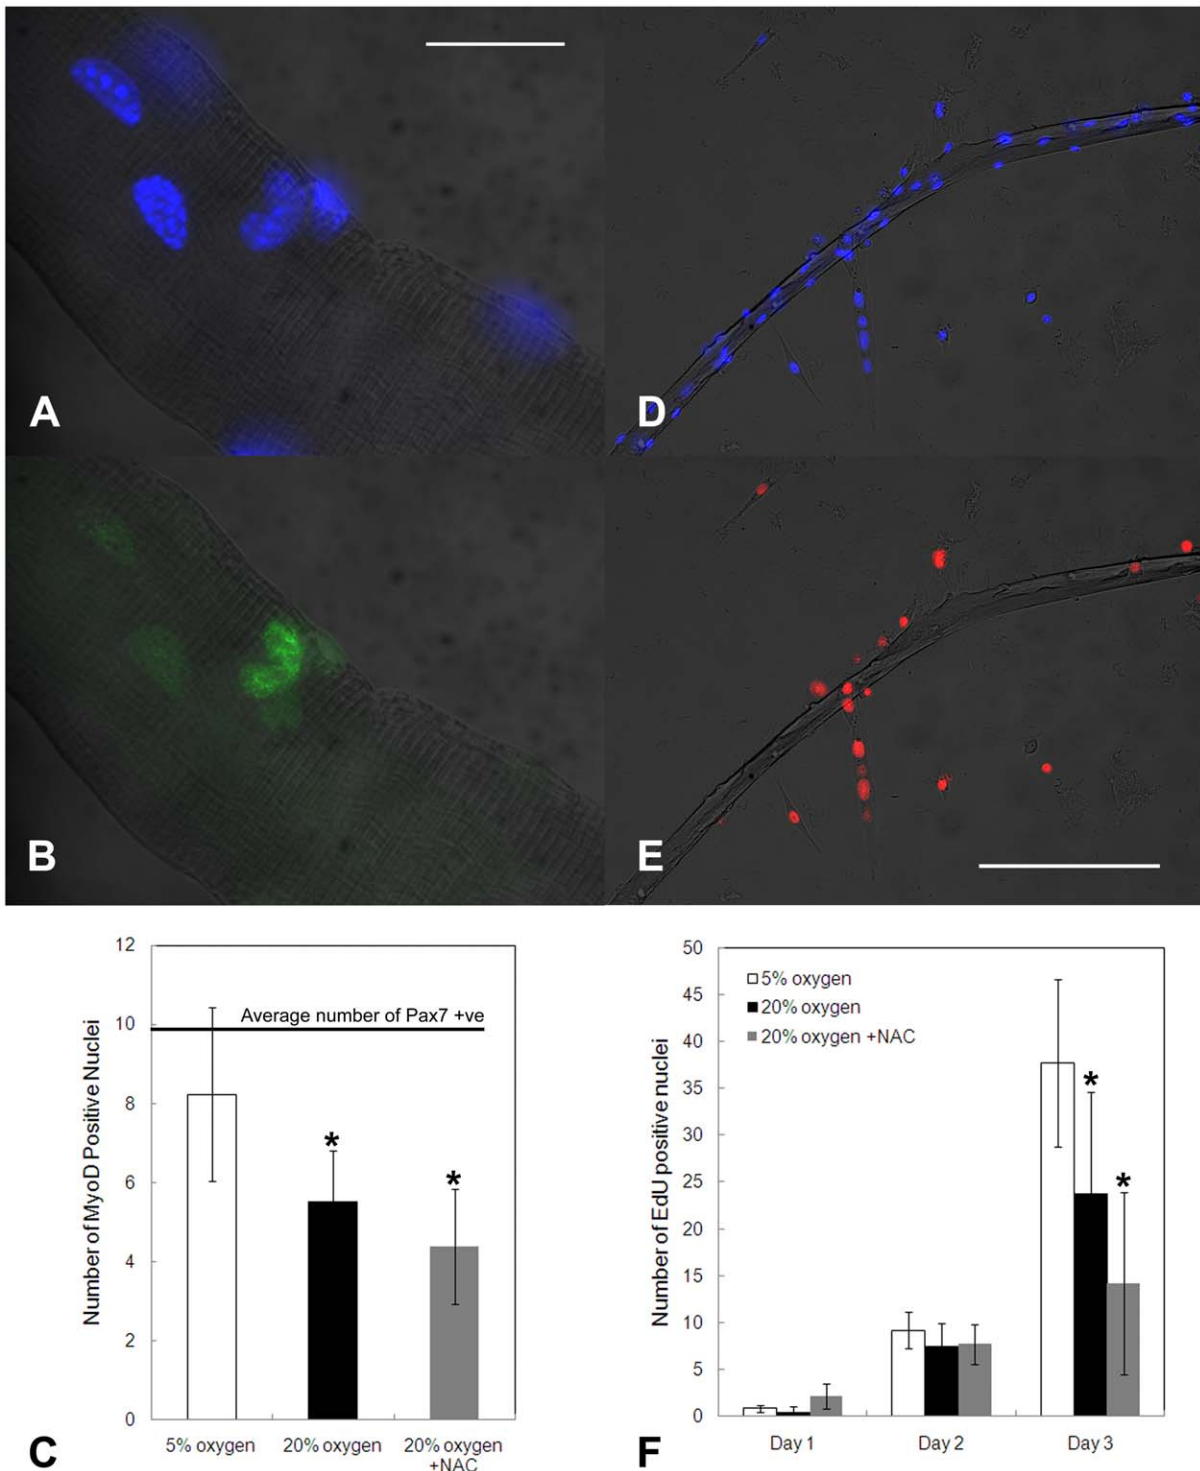 A
D
B
E
12
10
8
6
4
2
0
Number of MyoD Positive Nuclei
Average number of Pax7 +ve
*
*
5% oxygen
20% oxygen
20% oxygen
+NAC
C
50
45
40
35
30
25
20
15
10
5
0
Number of EdU positive nuclei
5% oxygen
20% oxygen
20% oxygen +NAC
*
*
Day 1
Day 2
Day 3
F